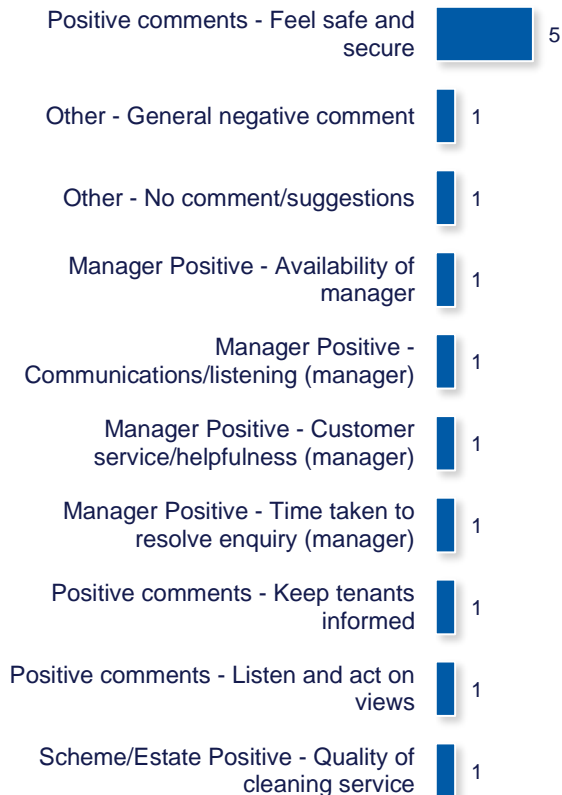 Positive comments - Feel safe and
secure
5
Other - General negative comment
1
Other - No comment/suggestions
1
Manager Positive - Availability of
manager
1
Manager Positive -
Communications/listening (manager)
1
Manager Positive - Customer
service/helpfulness (manager)
1
Manager Positive - Time taken to
resolve enquiry (manager)
1
Positive comments - Keep tenants
informed
1
Positive comments - Listen and act on
views
1
Scheme/Estate Positive - Quality of
cleaning service
1